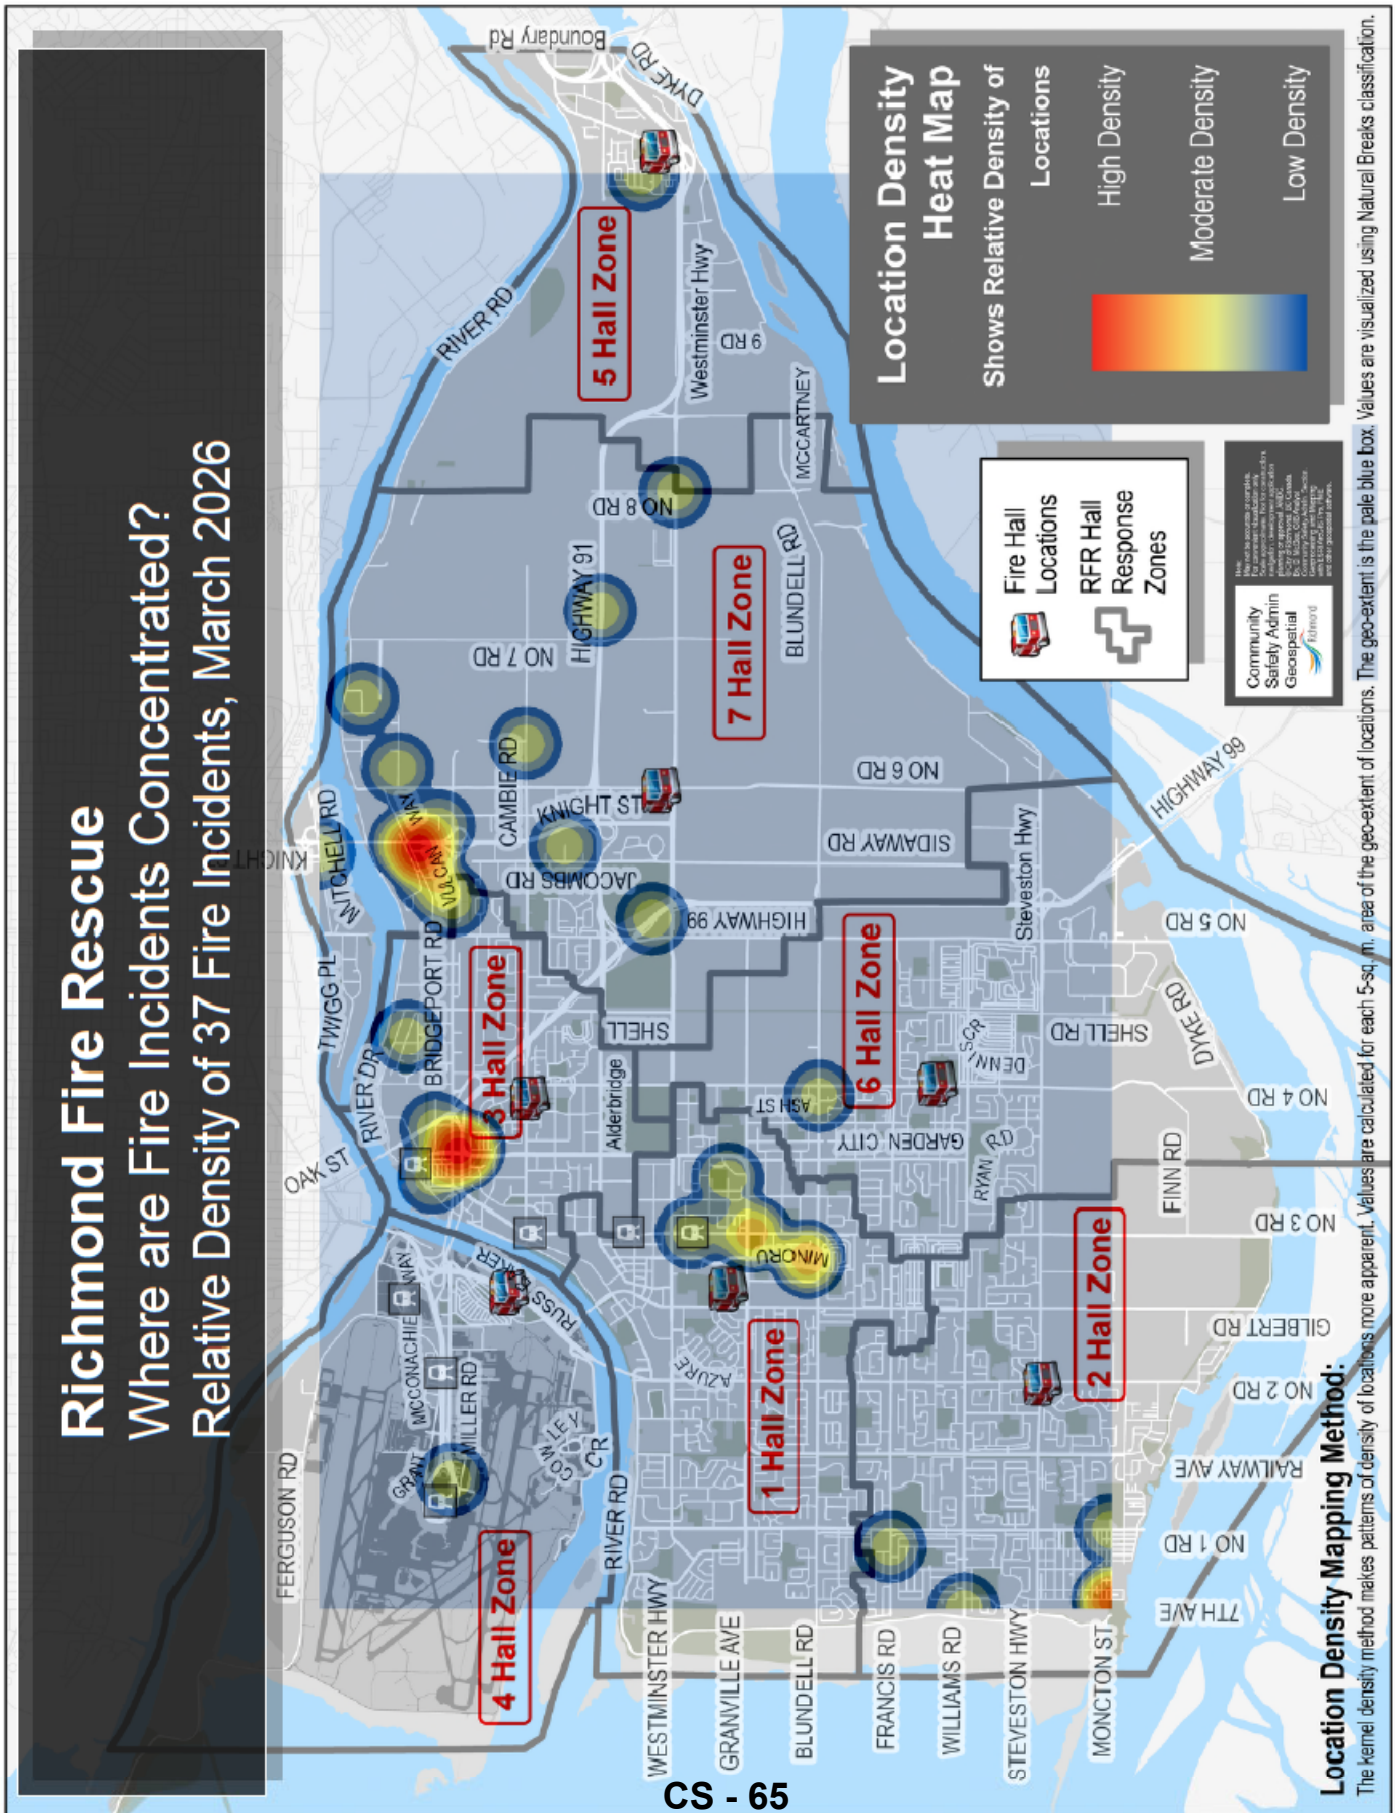 Richmond Fire Rescue
Where are Fire Incidents Concentrated?
Relative Density of 37 Fire Incidents, March 2026
Boundary Rd
DYKE RD
RIVER RD
5 Hall Zone
Westminster Hwy
9 RD
MCCARTNEY
NO 8 RD
HIGHWAY 91
BLUNDELL RD
NO 7 RD
7 Hall Zone
CAMBIE RD
KNIGHT ST
NO 6 RD
SIDAWAY RD
HIGHWAY 99
Steveston Hwy
KNIGHT
MITCHELL RD
VULCAN
WAY
JACOMBS RD
HIGHWAY 99
NO 5 RD
TWIGG PL
BRIDGEPORT RD
3 Hall Zone
SHELL
6 Hall Zone
DENNIS CR
SHELL RD
DYKE RD
RIVER DR
OAK ST
Alderbridge
ASH ST
GARDEN CITY
RYAN RD
NO 4 RD
FINN RD
NO 3 RD
MINORU
2 Hall Zone
MCCONACHIE WAY
RUSS BAKER
GRANT
MILLER RD
AZURE
1 Hall Zone
GILBERT RD
NO 2 RD
COWLEY CR
RAILWAY AVE
FERGUSON RD
4 Hall Zone
RIVER RD
NO 1 RD
7TH AVE
WESTMINSTER HWY
GRANVILLE AVE
BLUNDELL RD
FRANCIS RD
WILLIAMS RD
STEVESTON HWY
MONCTON ST
Location Density
Heat Map
Shows Relative Density of
Locations
High Density
Moderate Density
Low Density
Fire Hall
Locations
RFR Hall
Response
Zones
Community
Safety Admin
Geospatial
Richmond
Location Density Mapping Method:
The kernel density method makes patterns of density of locations more apparent. Values are calculated for each 5-sq. m. area of the geo-extent of locations. The geo-extent is the pale blue box. Values are visualized using Natural Breaks classification.
CS - 65